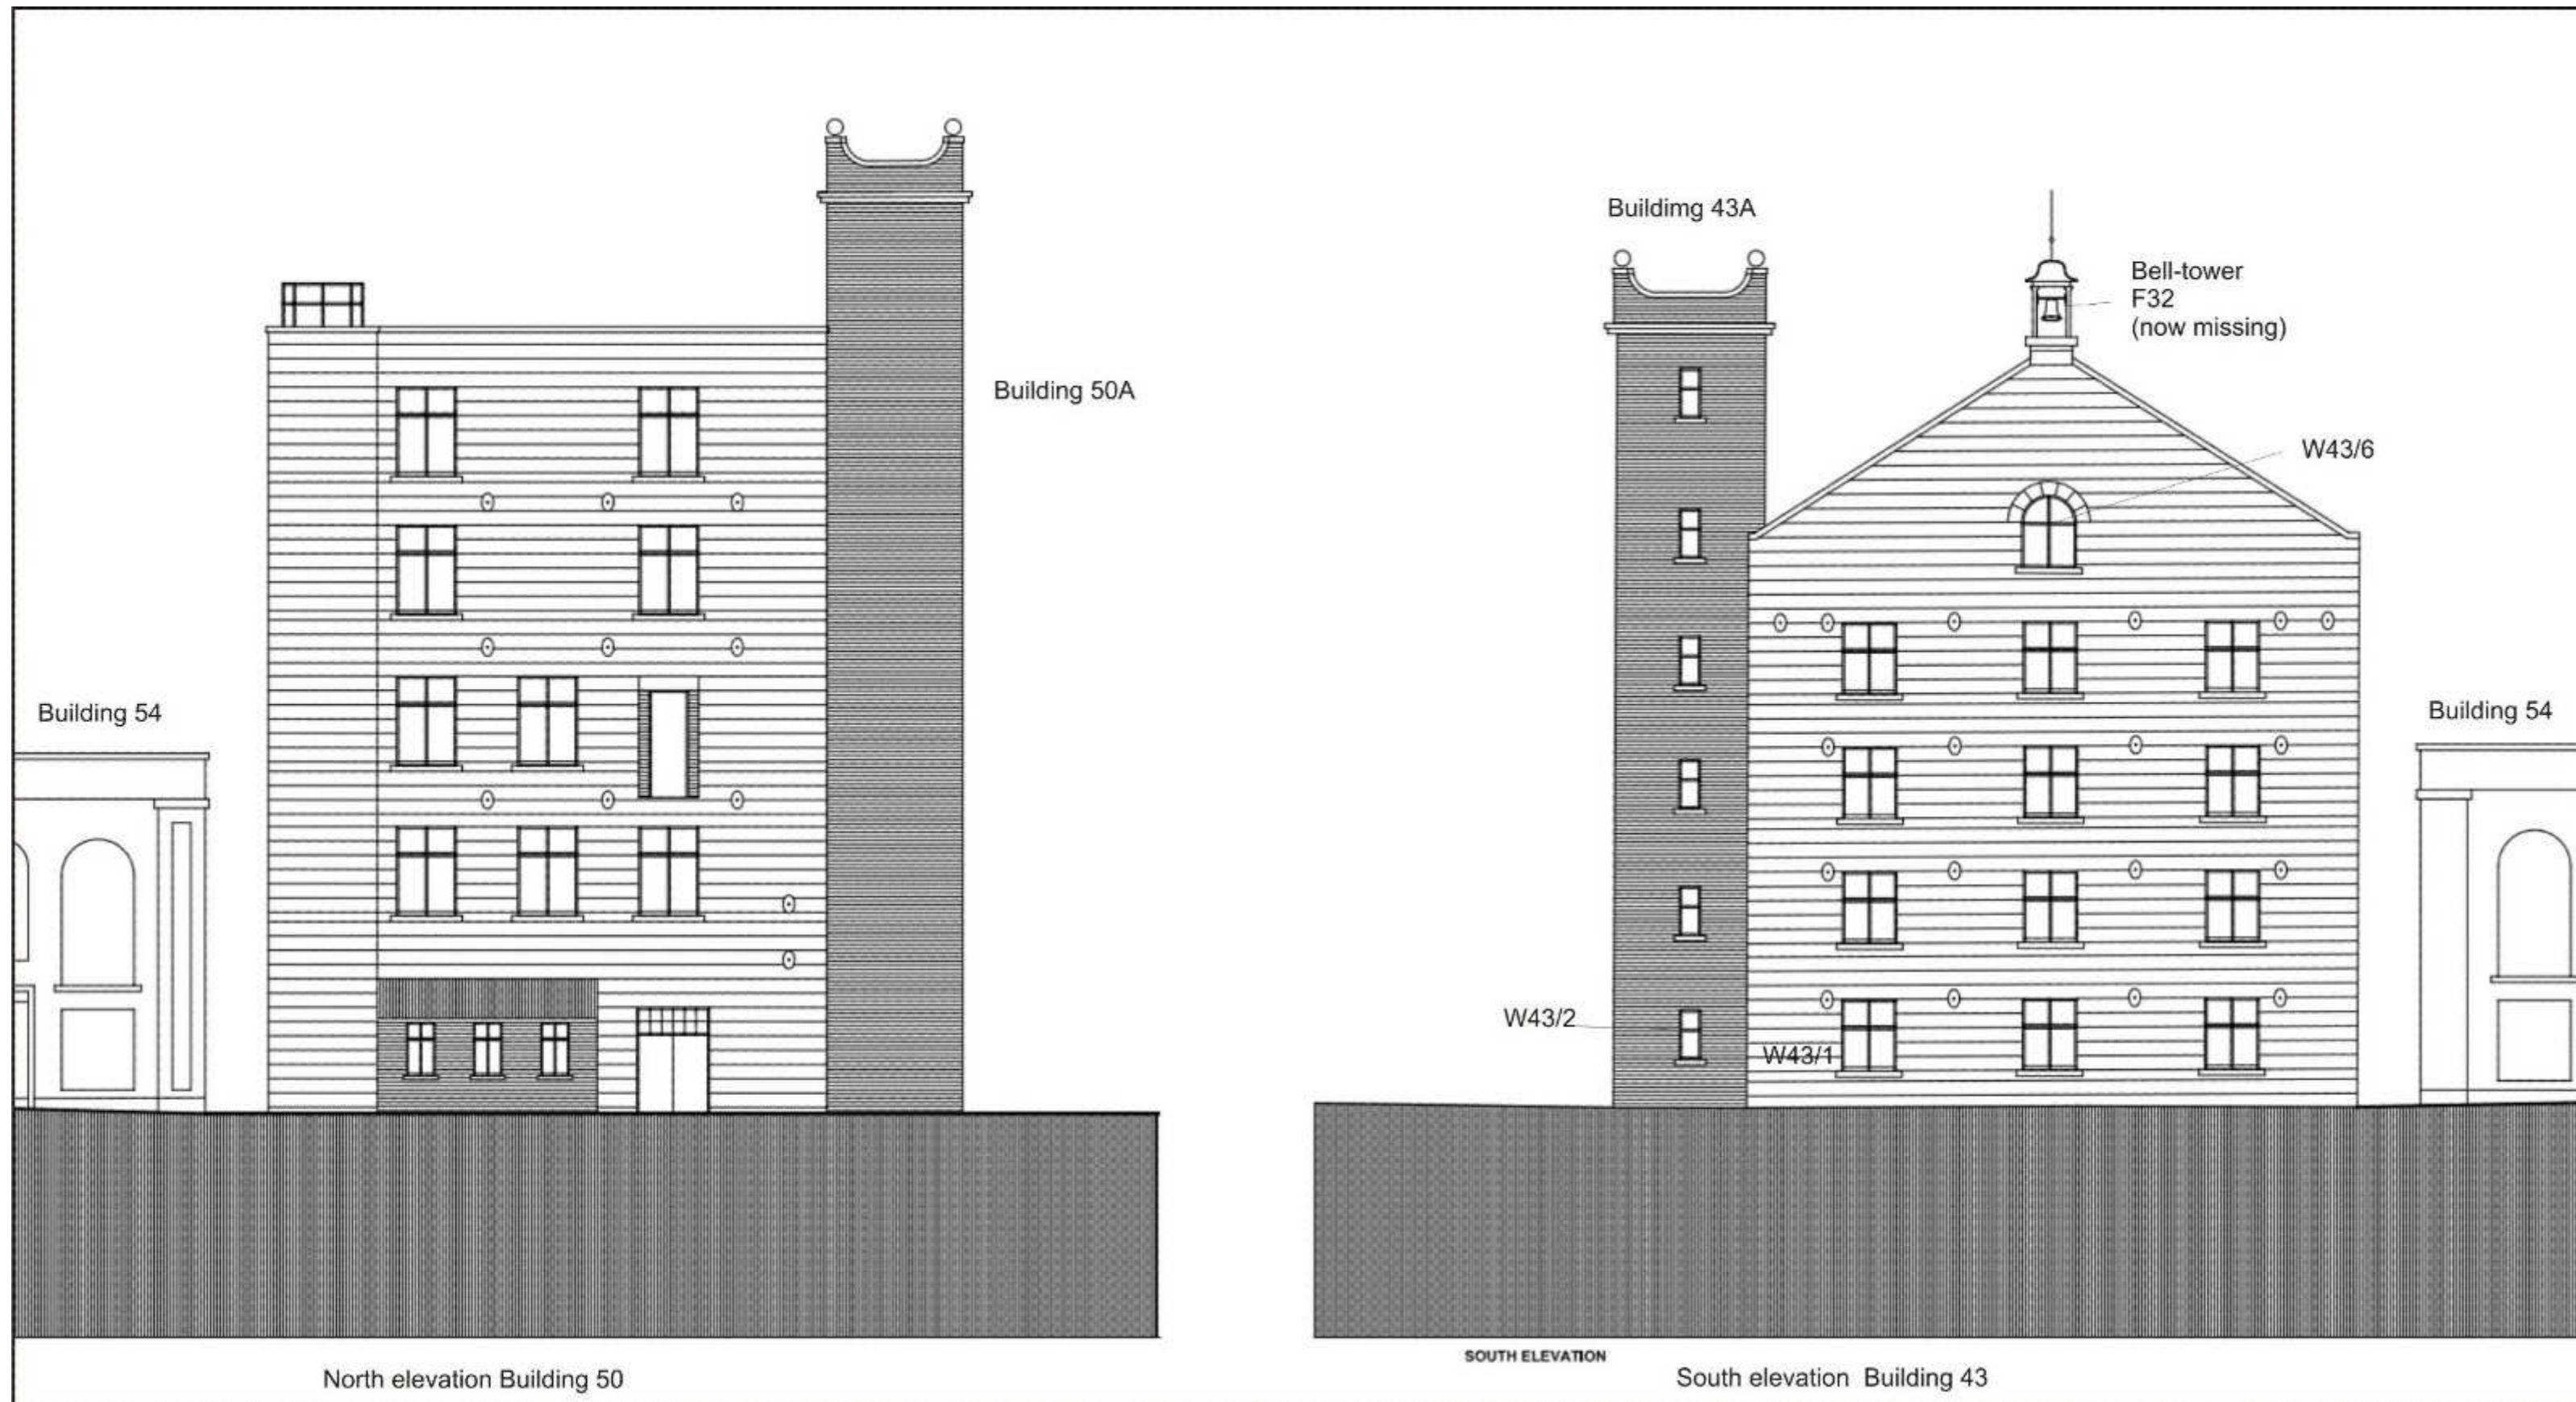 Buildimg 43A
Bell-tower
F32
(now missing)
Building 50A
W43/6
Building 54
Building 54
W43/2
W43/1
SOUTH ELEVATION
North elevation Building 50
South elevation Building 43